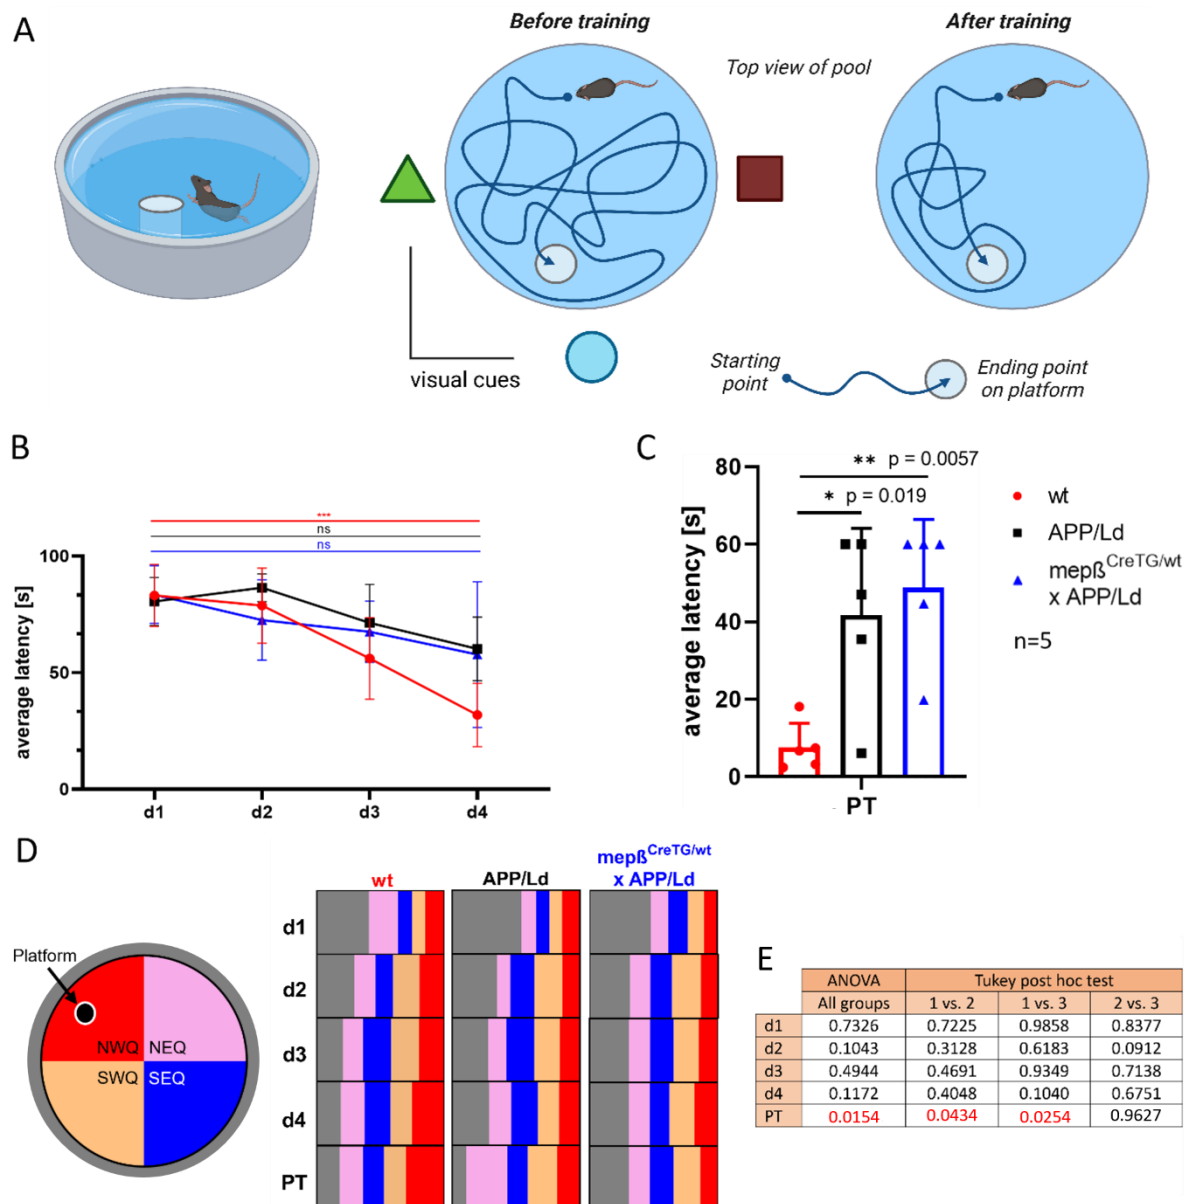 A
Before training
After training
Top view of pool
visual cues
Starting
point
Ending point
on platform
B
***
ns
ns
100
50
0
average latency [s]
d1 d2 d3 d4
C
** p = 0.0057
* p = 0.019
80
60
40
20
0
average latency [s]
PT
wt
APP/Ld
mepß^CreTG/wt
x APP/Ld
n=5
D
Platform
NWQ NEQ
SWQ SEQ
wt
APP/Ld
mepß^CreTG/wt
x APP/Ld
d1
d2
d3
d4
PT
E
ANOVA Tukey post hoc test
All groups 1 vs. 2 1 vs. 3 2 vs. 3
d1 0.7326 0.7225 0.9858 0.8377
d2 0.1043 0.3128 0.6183 0.0912
d3 0.4944 0.4691 0.9349 0.7138
d4 0.1172 0.4048 0.1040 0.6751
PT 0.0154 0.0434 0.0254 0.9627